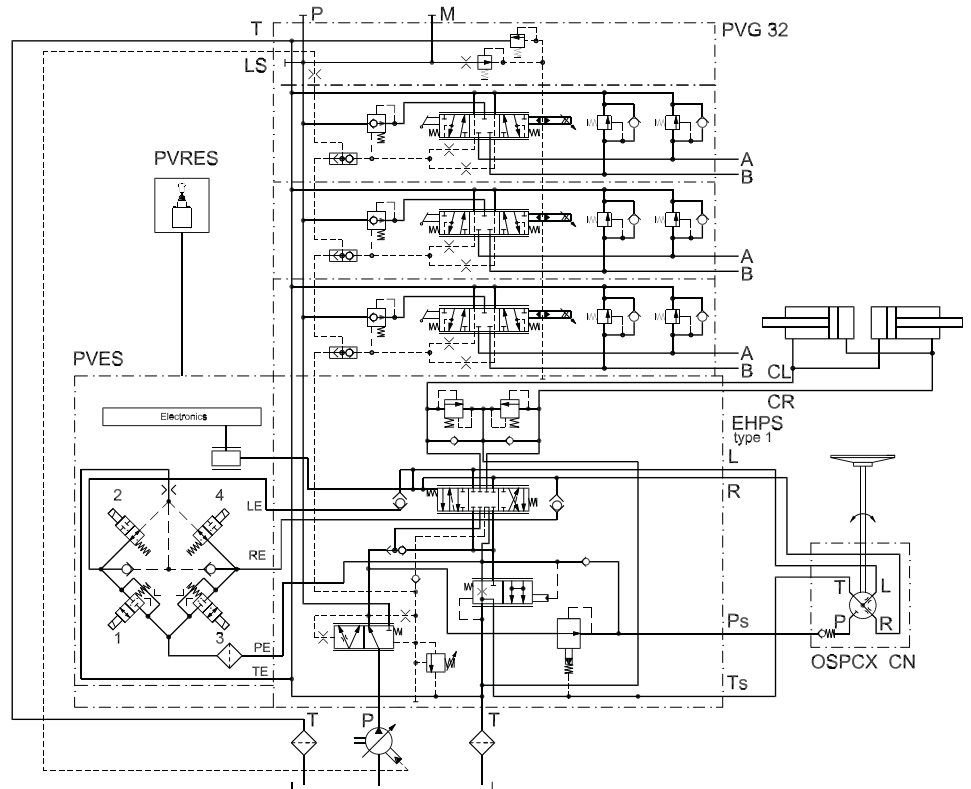 P
M
T
PVG 32
LS
A
B
PVRES
A
B
A
B
PVES
CL
CR
Electronics
EHPS
type 1
L
R
2
4
LE
RE
T
L
P
R
1
3
PE
Ps
OSPCX CN
TE
Ts
T
P
T